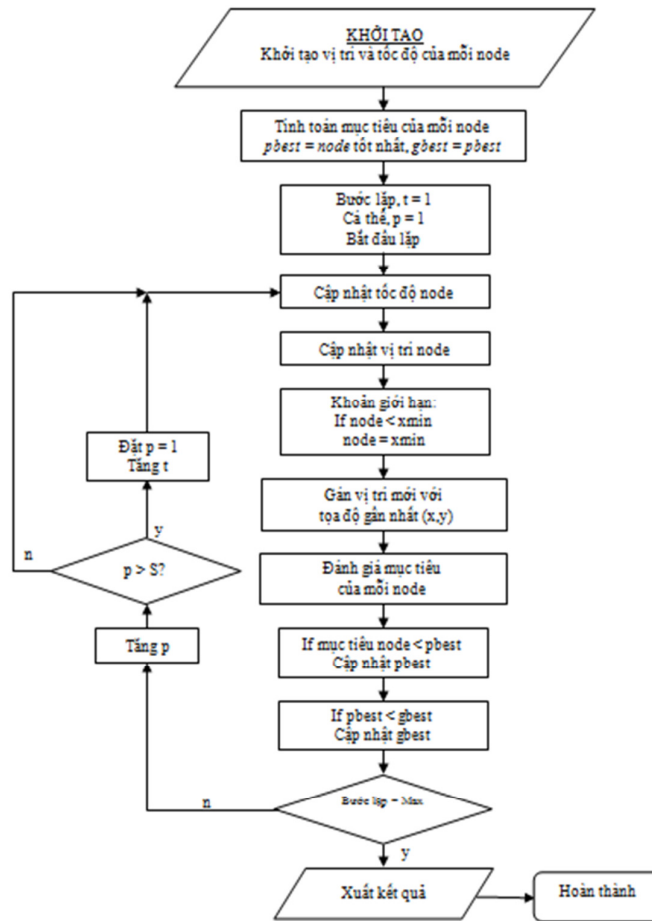 KHỞI TẠO
Khởi tạo vị trí và tốc độ của mỗi node
Tính toán mục tiêu của mỗi node
pbest = node tốt nhất, gbest = pbest
Bước lặp, t = 1
Cá thể, p = 1
Bắt đầu lặp
Cập nhật tốc độ node
Cập nhật vị trí node
Khoản giới hạn:
If node < xmin
node = xmin
Đặt p = 1
Tăng t
Gán vị trí mới với
tọa độ gần nhất (x,y)
y
n
p > S?
Đánh giá mục tiêu
của mỗi node
Tăng p
If mục tiêu node < pbest
Cập nhật pbest
If pbest < gbest
Cập nhật gbest
n
Bước lặp = Max
y
Xuất kết quả
Hoàn thành